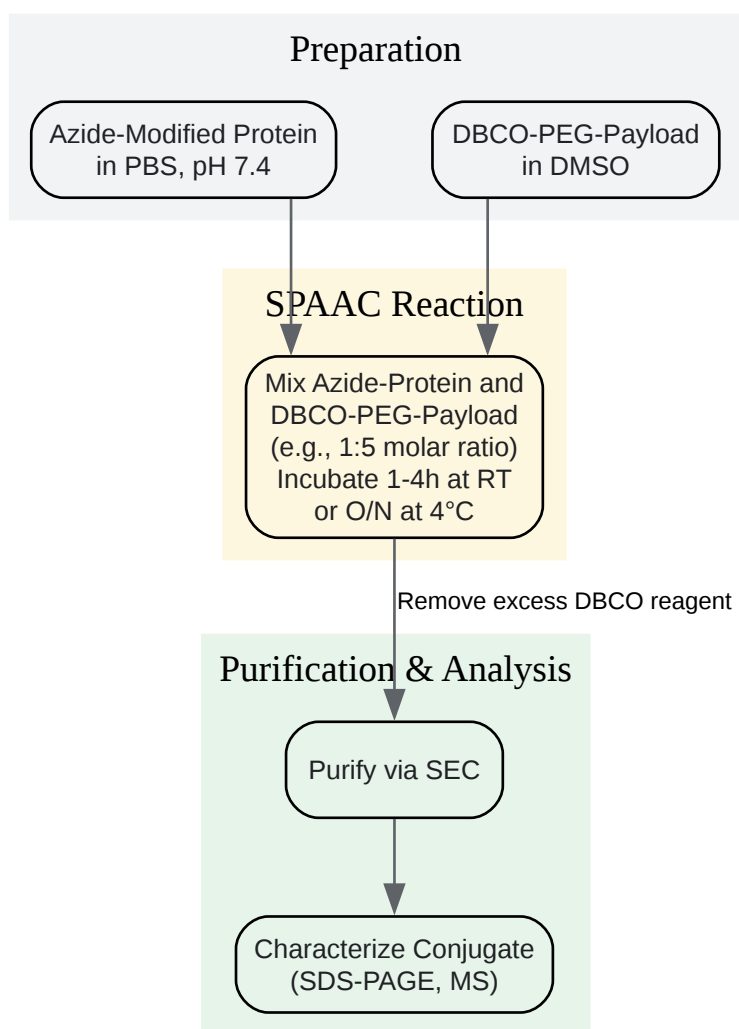 Preparation
Azide-Modified Protein
in PBS, pH 7.4
DBCO-PEG-Payload
in DMSO
SPAAC Reaction
Mix Azide-Protein and
DBCO-PEG-Payload
(e.g., 1:5 molar ratio)
Incubate 1-4h at RT
or O/N at 4°C
Remove excess DBCO reagent
Purification & Analysis
Purify via SEC
Characterize Conjugate
(SDS-PAGE, MS)